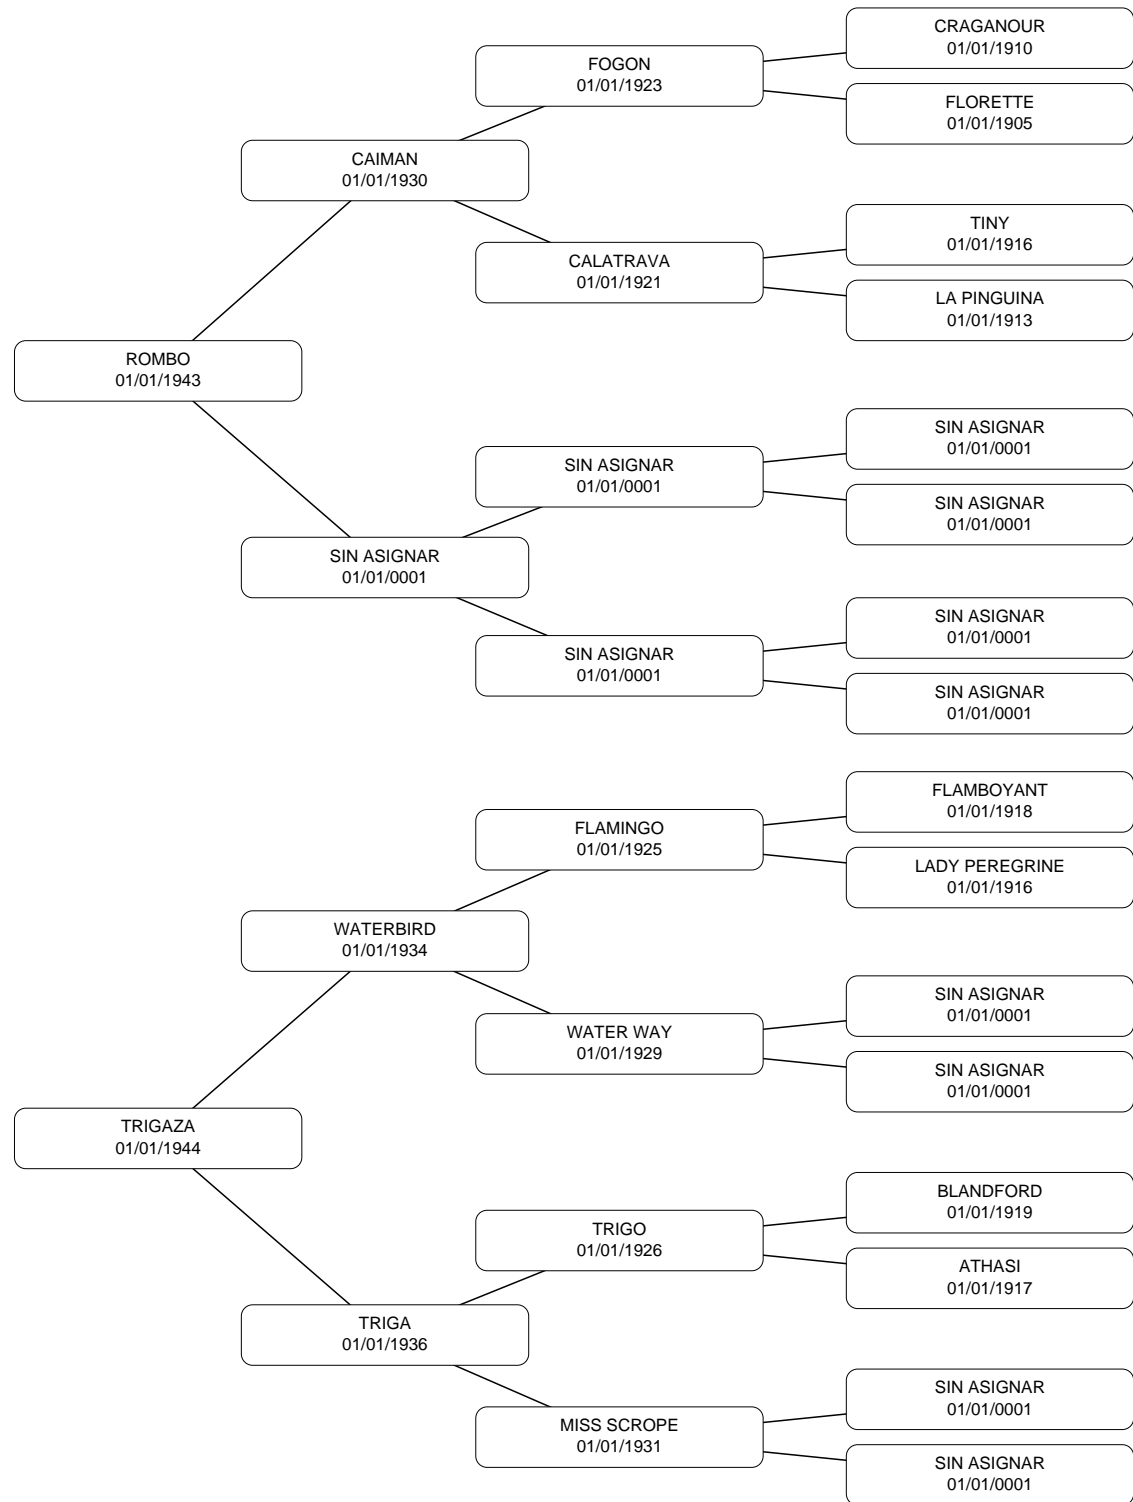 CRAGANOUR
01/01/1910
FOGON
01/01/1923
FLORETTE
01/01/1905
CAIMAN
01/01/1930
TINY
01/01/1916
CALATRAVA
01/01/1921
LA PINGUINA
01/01/1913
ROMBO
01/01/1943
SIN ASIGNAR
01/01/0001
SIN ASIGNAR
01/01/0001
SIN ASIGNAR
01/01/0001
SIN ASIGNAR
01/01/0001
SIN ASIGNAR
01/01/0001
SIN ASIGNAR
01/01/0001
SIN ASIGNAR
01/01/0001
FLAMBOYANT
01/01/1918
FLAMINGO
01/01/1925
LADY PEREGRINE
01/01/1916
WATERBIRD
01/01/1934
SIN ASIGNAR
01/01/0001
WATER WAY
01/01/1929
SIN ASIGNAR
01/01/0001
TRIGAZA
01/01/1944
BLANDFORD
01/01/1919
TRIGO
01/01/1926
ATHASI
01/01/1917
TRIGA
01/01/1936
SIN ASIGNAR
01/01/0001
MISS SCROPE
01/01/1931
SIN ASIGNAR
01/01/0001